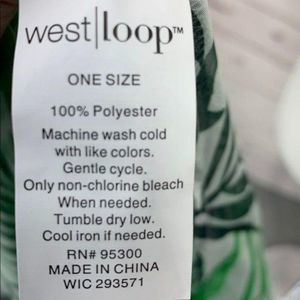 west|loop™
ONE SIZE
100% Polyester
Machine wash cold
with like colors.
Gentle cycle.
Only non-chlorine bleach
When needed.
Tumble dry low.
Cool iron if needed.
RN# 95300
MADE IN CHINA
WIC 293571